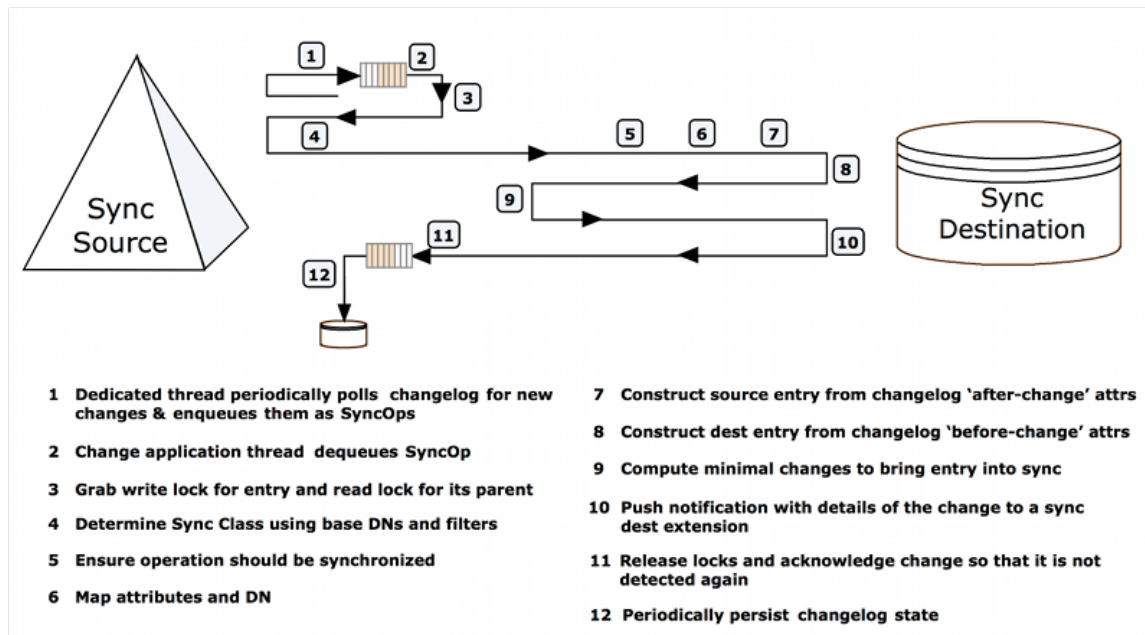 1
2
3
4
5
6
7
8
9
10
11
12
Sync
Source
Sync
Destination
1 Dedicated thread periodically polls changelog for new
changes & enqueues them as SyncOps
2 Change application thread dequeues SyncOp
3 Grab write lock for entry and read lock for its parent
4 Determine Sync Class using base DNs and filters
5 Ensure operation should be synchronized
6 Map attributes and DN
7 Construct source entry from changelog ‘after-change’ attrs
8 Construct dest entry from changelog ‘before-change’ attrs
9 Compute minimal changes to bring entry into sync
10 Push notification with details of the change to a sync
dest extension
11 Release locks and acknowledge change so that it is not
detected again
12 Periodically persist changelog state